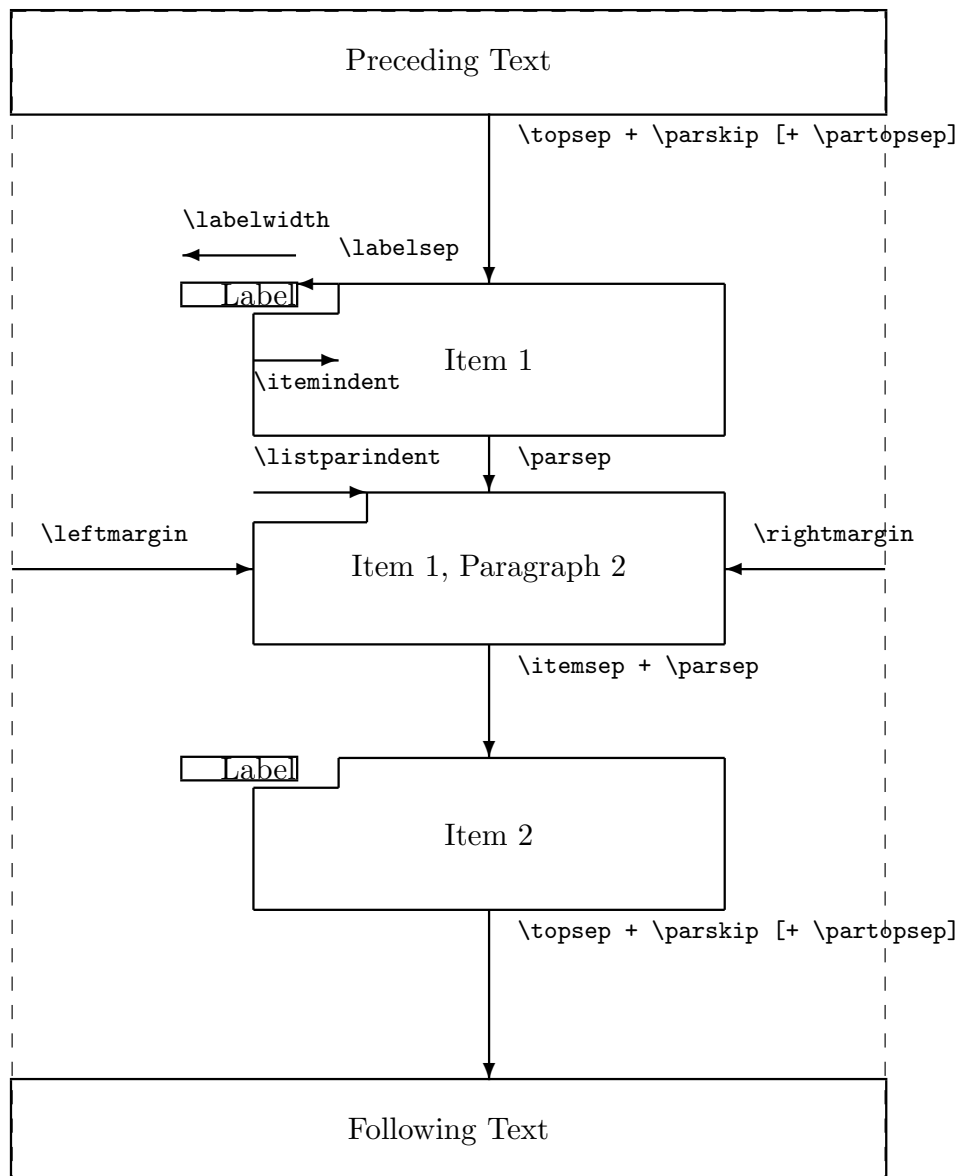 Preceding Text
\topsep + \parskip [+ \partopsep]
\labelwidth
\labelsep
Label
Item 1
\itemindent
\listparindent
\parsep
\leftmargin
\rightmargin
Item 1, Paragraph 2
\itemsep + \parsep
Label
Item 2
\topsep + \parskip [+ \partopsep]
Following Text